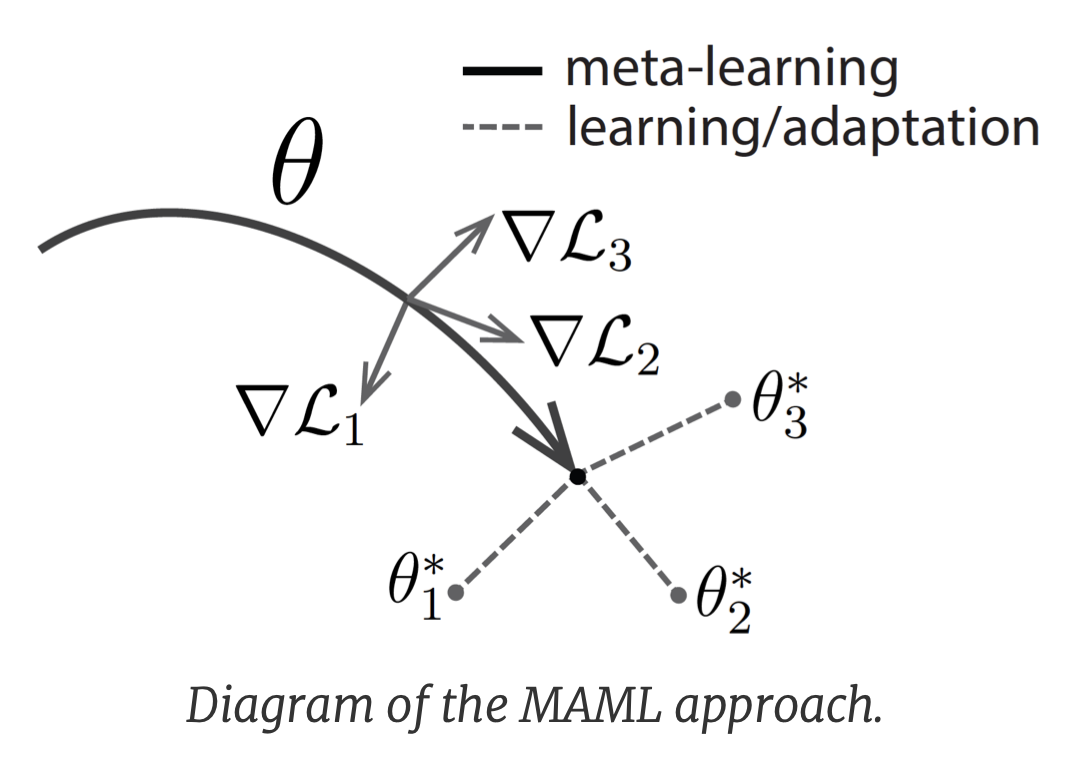 meta-learning
learning/adaptation
θ
∇ℒ₃
∇ℒ₂
∇ℒ₁
θ₃*
θ₁*
θ₂*
Diagram of the MAML approach.